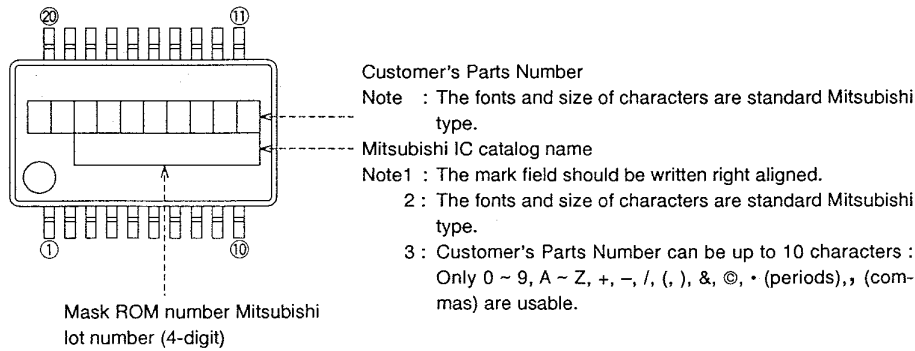 ⑳ ⑪
Customer's Parts Number
Note : The fonts and size of characters are standard Mitsubishi
type.
Mitsubishi IC catalog name
Note1 : The mark field should be written right aligned.
2 : The fonts and size of characters are standard Mitsubishi
type.
3 : Customer's Parts Number can be up to 10 characters :
Only 0 ~ 9, A ~ Z, +, −, /, (, ), &, ©, • (periods), , (com-
mas) are usable.
① ⑩
Mask ROM number Mitsubishi
lot number (4-digit)